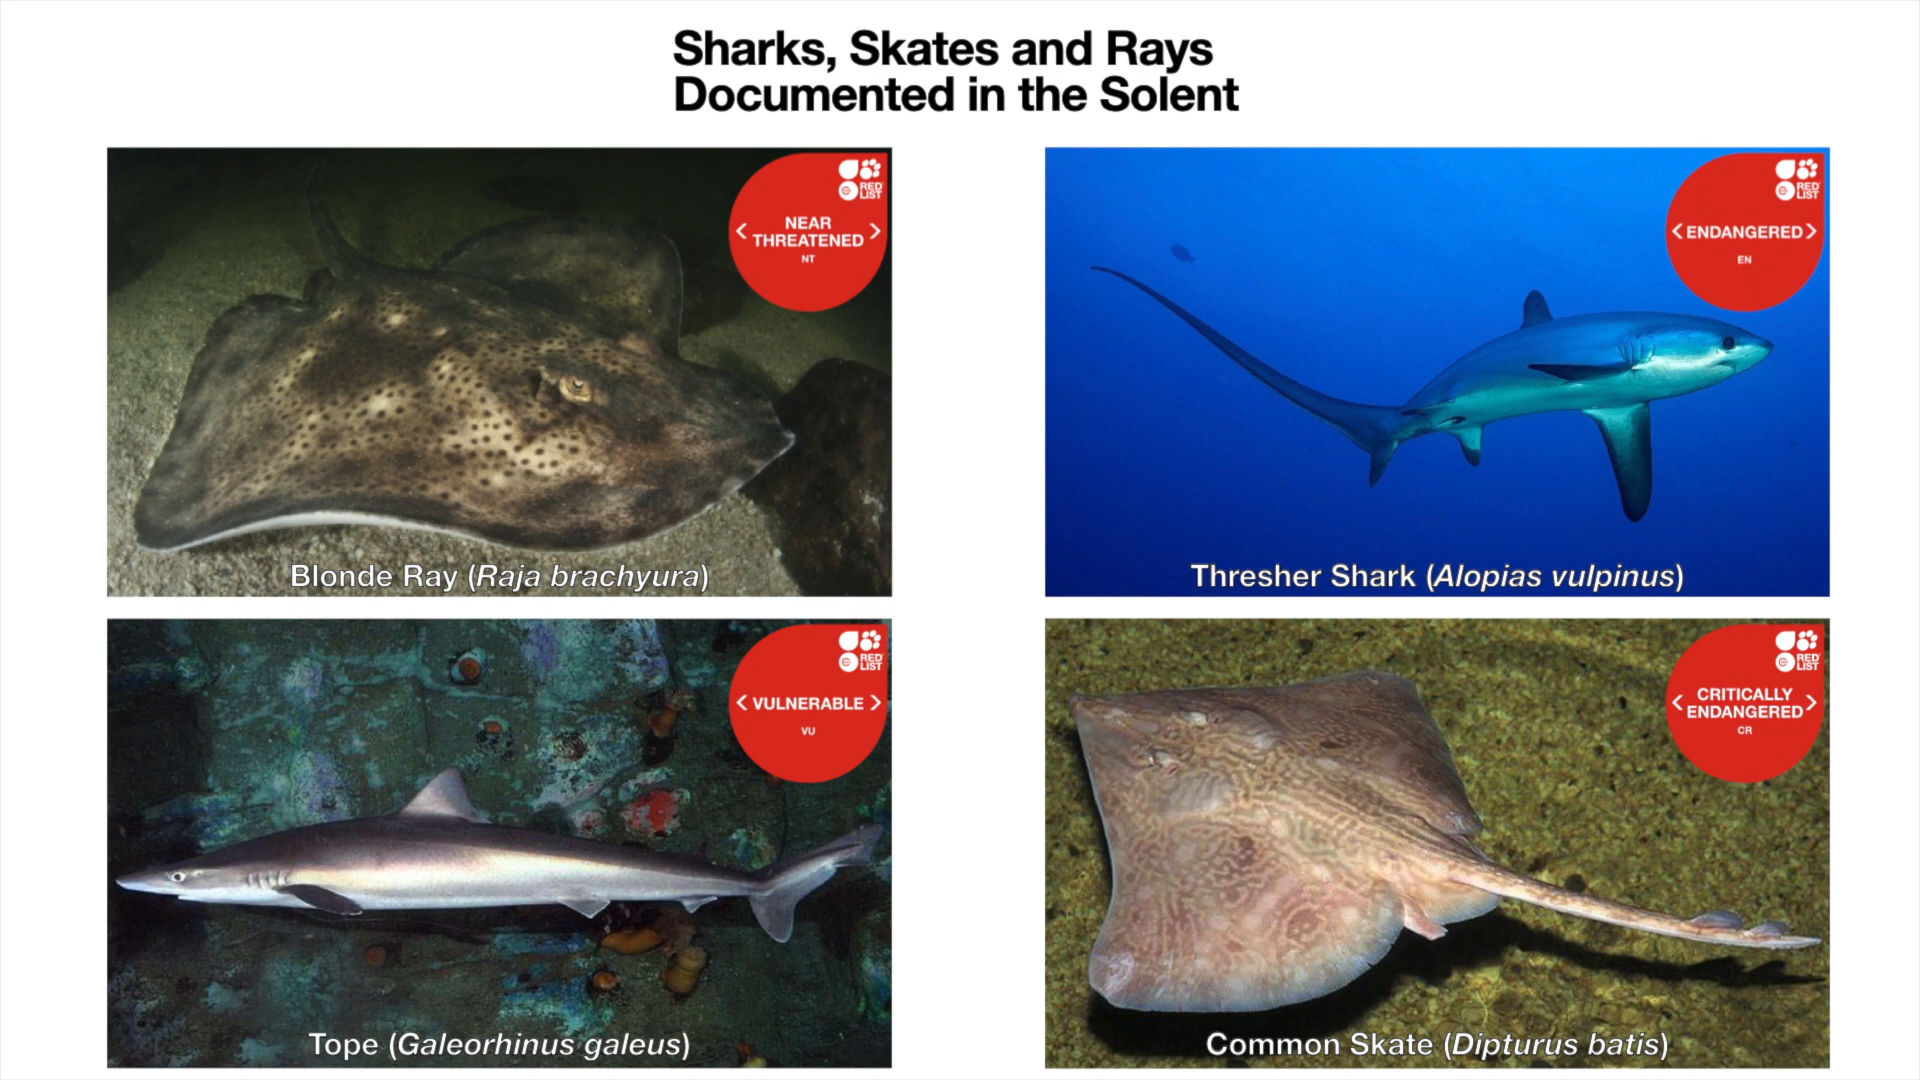 Sharks, Skates and Rays
Documented in the Solent
RED
LIST
< NEAR
THREATENED >
NT
Blonde Ray (Raja brachyura)
RED
LIST
< ENDANGERED >
EN
Thresher Shark (Alopias vulpinus)
RED
LIST
< VULNERABLE >
VU
Tope (Galeorhinus galeus)
RED
LIST
< CRITICALLY
ENDANGERED >
CR
Common Skate (Dipturus batis)